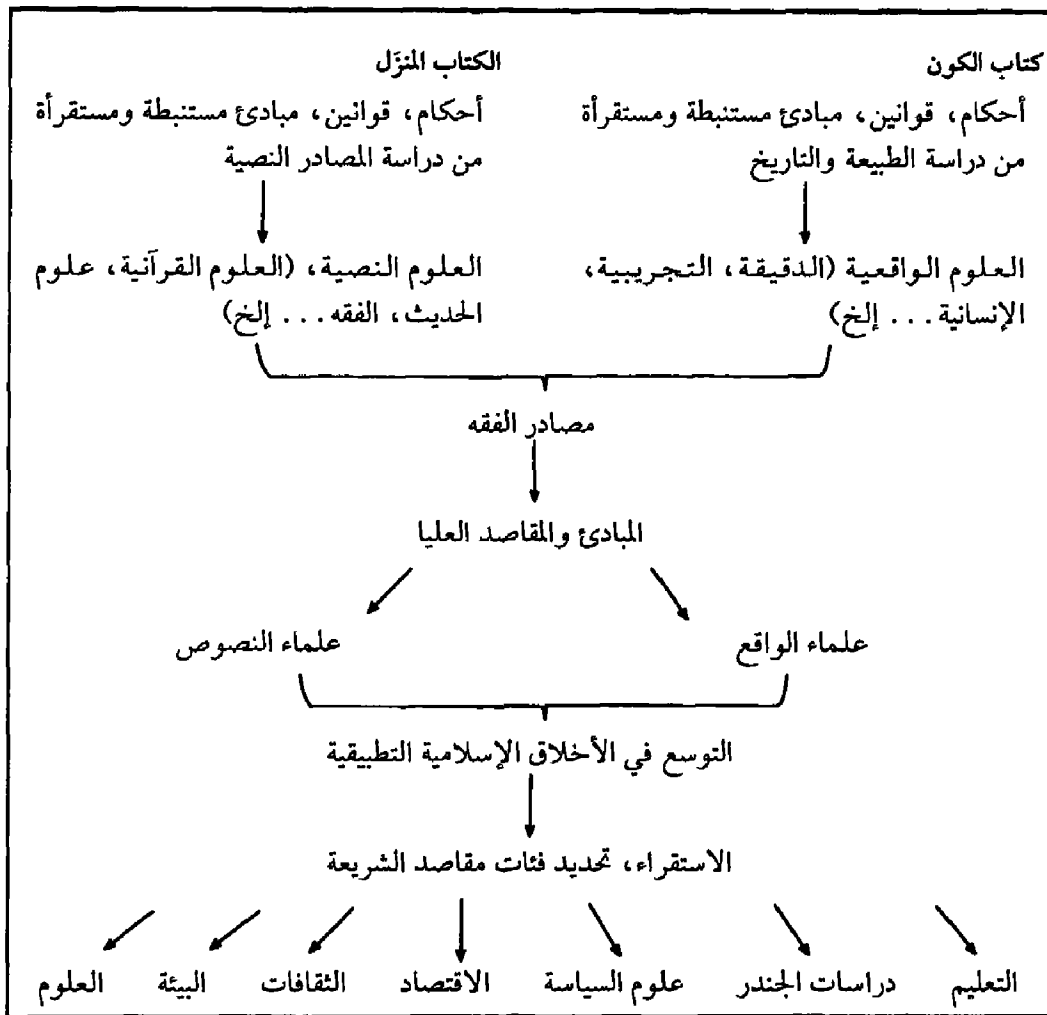 كتاب الكون
أحكام، قوانين، مبادئ مستنبطة ومستقرأة
من دراسة الطبيعة والتاريخ
العلوم الواقعية (الدقيقة، التجريبية،
الإنسانية... إلخ)
الكتاب المنزَل
أحكام، قوانين، مبادئ مستنبطة ومستقرأة
من دراسة المصادر النصية
العلوم النصية، (العلوم القرآنية، علوم
الحديث، الفقه... إلخ)
مصادر الفقه
المبادئ والمقاصد العليا
علماء الواقع
علماء النصوص
التوسع في الأخلاق الإسلامية التطبيقية
الاستقراء، تحديد فئات مقاصد الشريعة
التعليم دراسات الجندر علوم السياسة الاقتصاد الثقافات البيئة العلوم